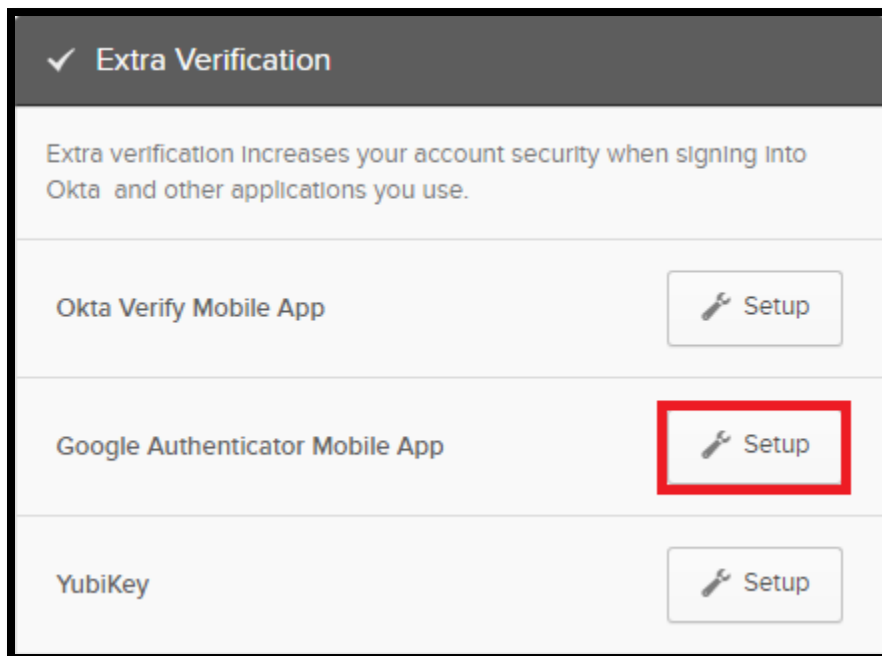 Extra Verification
Extra verification increases your account security when signing into
Okta and other applications you use.
Okta Verify Mobile App
Setup
Google Authenticator Mobile App
Setup
YubiKey
Setup